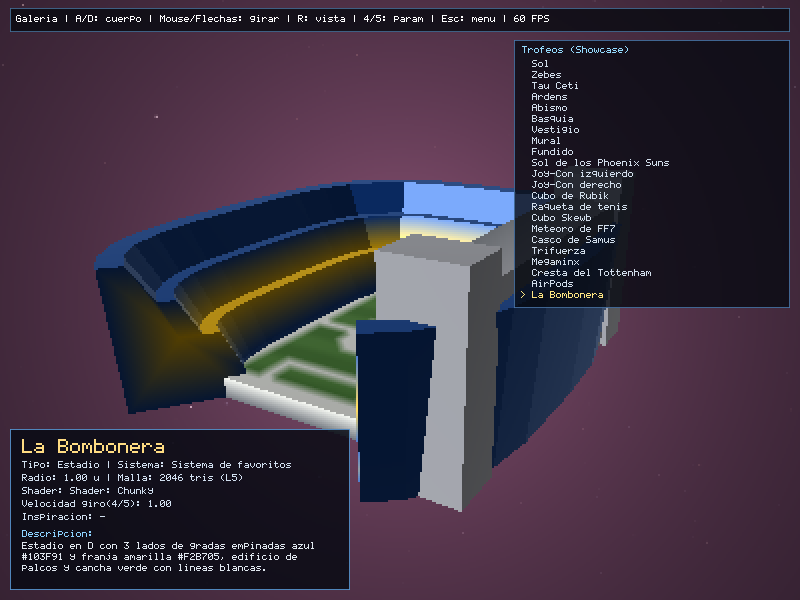 Galeria | A/D: cuerpo | Mouse/Flechas: girar | R: vista | 4/5: param | Esc: menu | 60 FPS
Trofeos (Showcase)
Sol
Zebes
Tau Ceti
Ardens
Abismo
Basquia
Vestigio
Mural
Fundido
Sol de los Phoenix Suns
Joy-Con izquierdo
Joy-Con derecho
Cubo de Rubik
Raqueta de tenis
Cubo Skewb
Meteoro de FF7
Casco de Samus
Trifuerza
Megaminx
Cresta del Tottenham
AirPods
> La Bombonera
La Bombonera
Tipo: Estadio | Sistema: Sistema de favoritos
Radio: 1.00 u | Malla: 2046 tris (L5)
Shader: Shader: Chunky
Velocidad giro(4/5): 1.00
Inspiracion: -
Descripcion:
Estadio en D con 3 lados de gradas empinadas azul
#103F91 y franja amarilla #F2B705, edificio de
Palcos y cancha verde con lineas blancas.